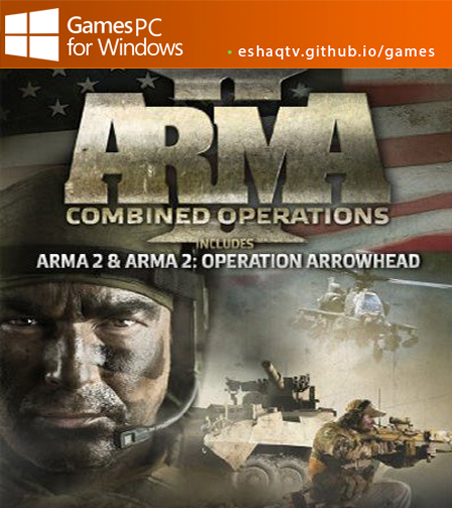 Games PC
for Windows
• eshaqtv.github.io/games
II
ARMA
COMBINED OPERATIONS
INCLUDES
ARMA 2 & ARMA 2: OPERATION ARROWHEAD